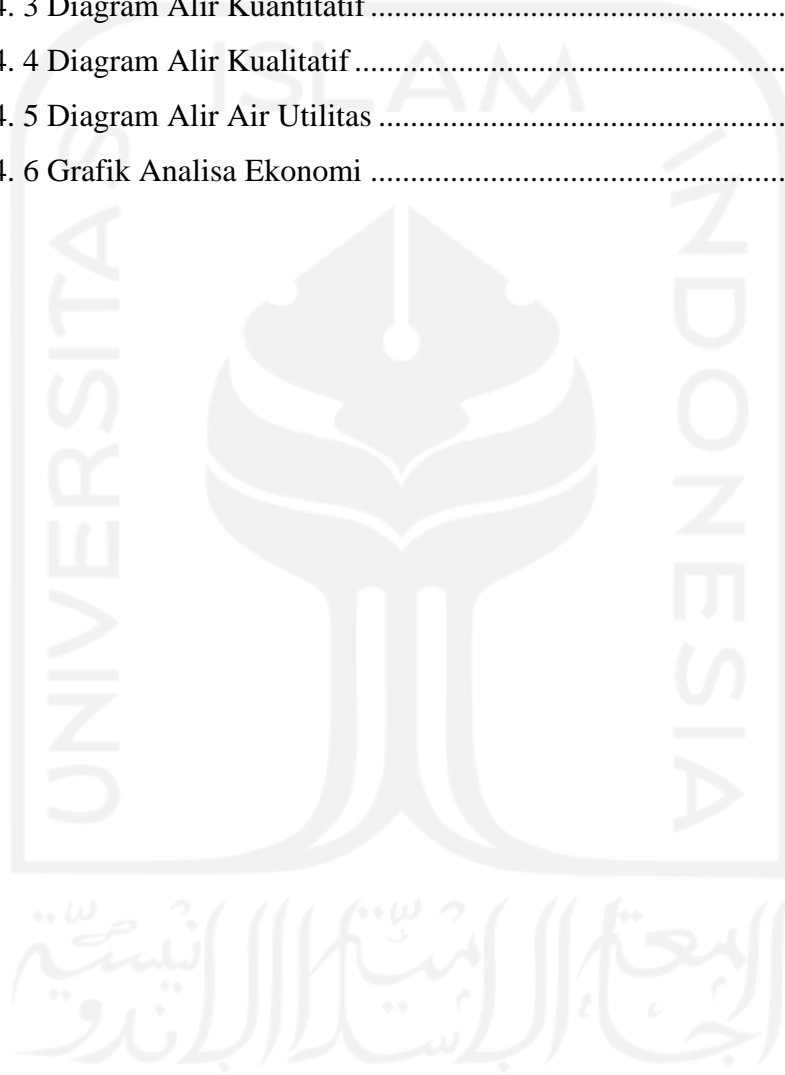 4. 3 Diagram Alir Kuantitatif ....................................................
4. 4 Diagram Alir Kualitatif ......................................................
4. 5 Diagram Alir Air Utilitas ...................................................
4. 6 Grafik Analisa Ekonomi ....................................................
ISLAM
UNIVERSITAS
INDONESIA